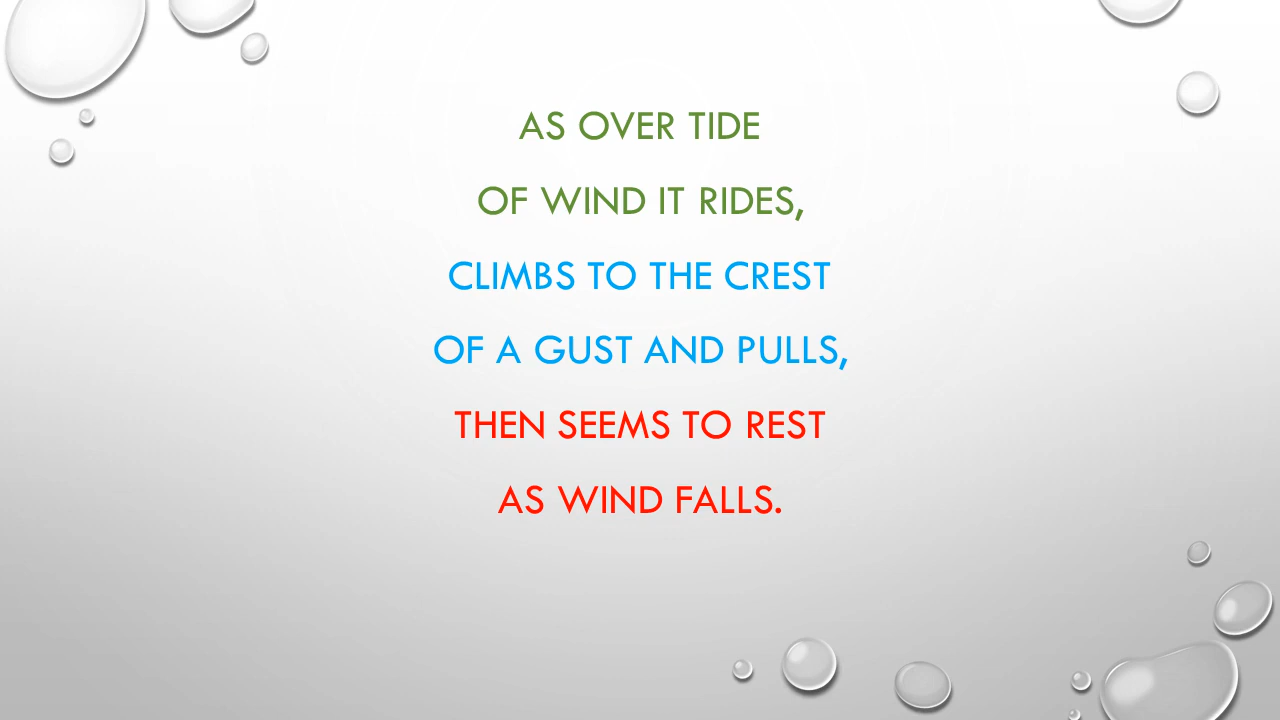 AS OVER TIDE
OF WIND IT RIDES,
CLIMBS TO THE CREST
OF A GUST AND PULLS,
THEN SEEMS TO REST
AS WIND FALLS.